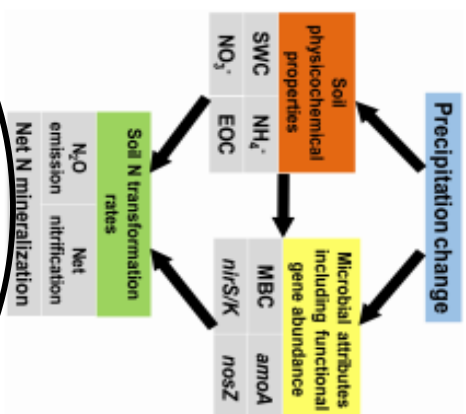 Precipitation change
Soil
physicochemical
properties
SWC NH₄⁻
NO₃⁻ EOC
Microbial attributes
including functional
gene abundance
MBC amoA
nirS/K nosZ
Soil N transformation
rates
N₂O Net
emission nitrification
Net N mineralization